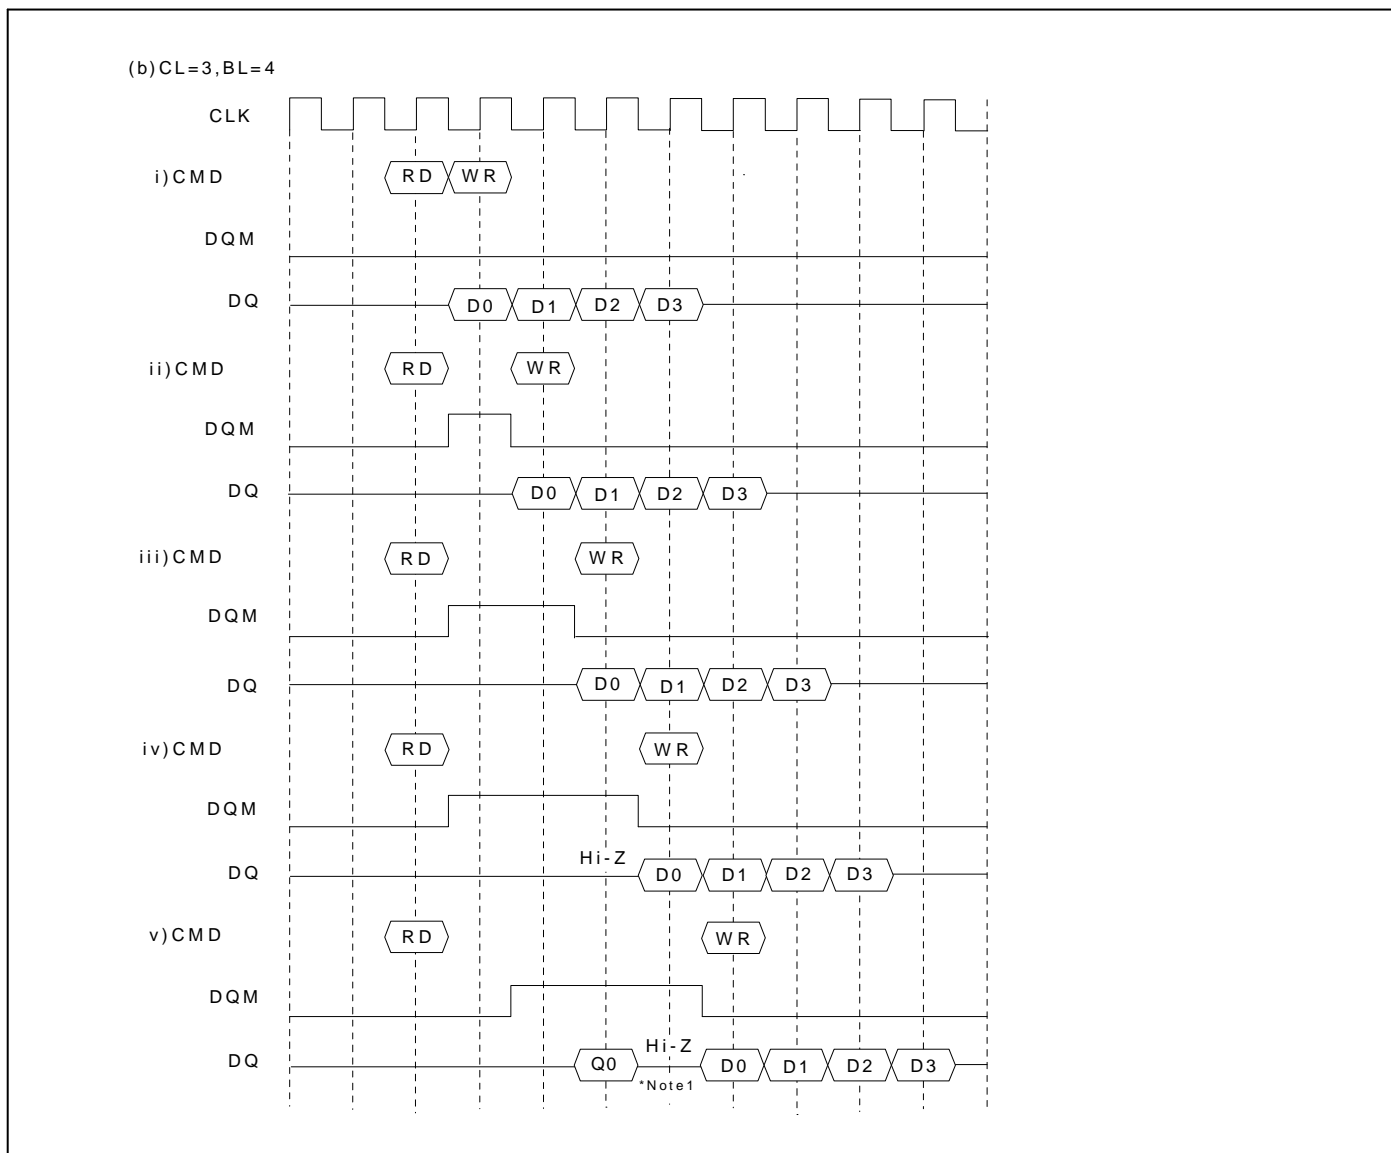 (b)CL=3,BL=4
CLK
i)CMD RD WR
DQM
DQ D0 D1 D2 D3
ii)CMD RD WR
DQM
DQ D0 D1 D2 D3
iii)CMD RD WR
DQM
DQ D0 D1 D2 D3
iv)CMD RD WR
DQM
Hi-Z
DQ D0 D1 D2 D3
v)CMD RD WR
DQM
Hi-Z
DQ Q0 D0 D1 D2 D3
*Note1